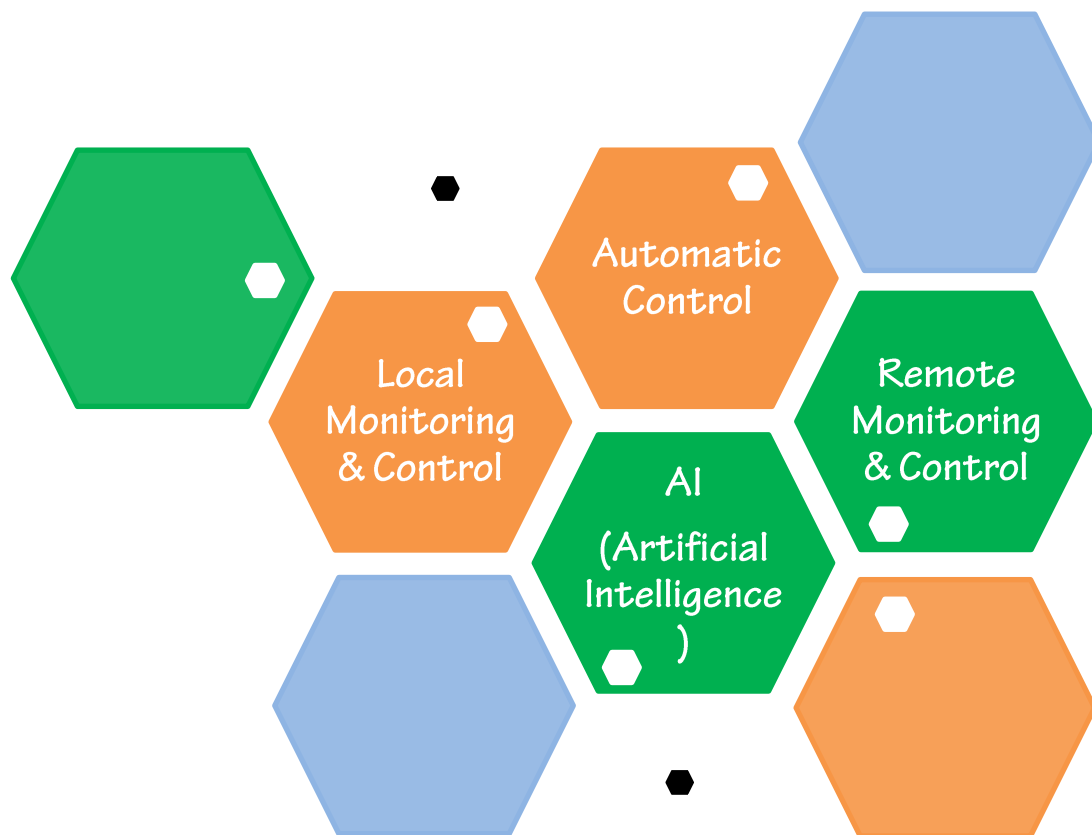 Automatic
Control
Local
Monitoring
& Control
Remote
Monitoring
& Control
AI
(Artificial
Intelligence
)